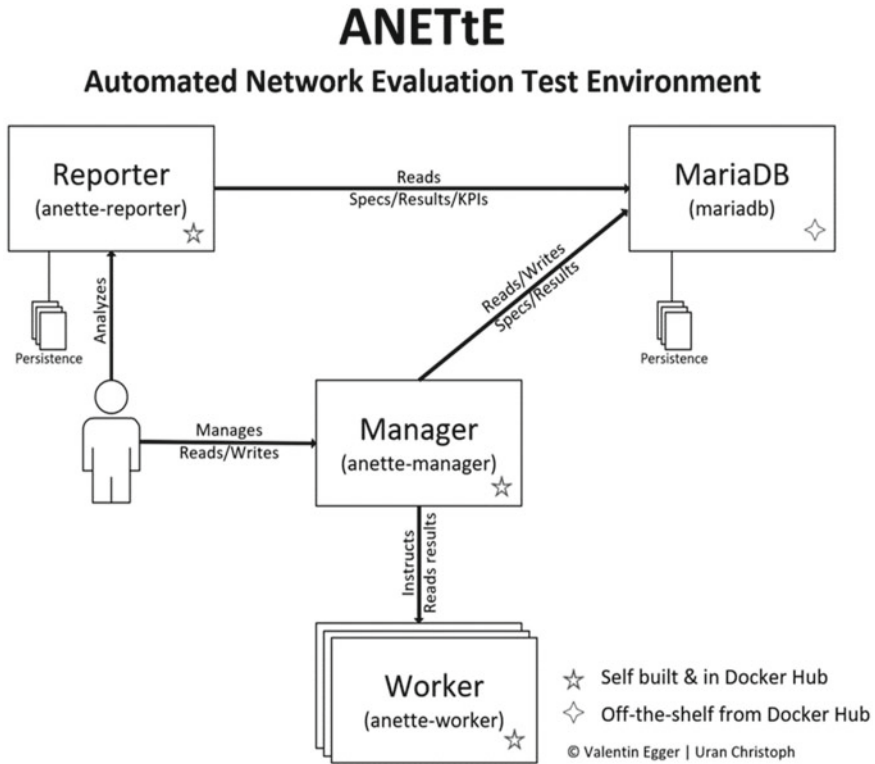 ANETtE
Automated Network Evaluation Test Environment
Reporter
(anette-reporter)
Reads
Specs/Results/KPIs
MariaDB
(mariadb)
Persistence
Analyzes
Reads/Writes
Specs/Results
Persistence
Manages
Reads/Writes
Manager
(anette-manager)
Instructs
Reads results
Worker
(anette-worker)
Self built & in Docker Hub
Off-the-shelf from Docker Hub
© Valentin Egger | Uran Christoph